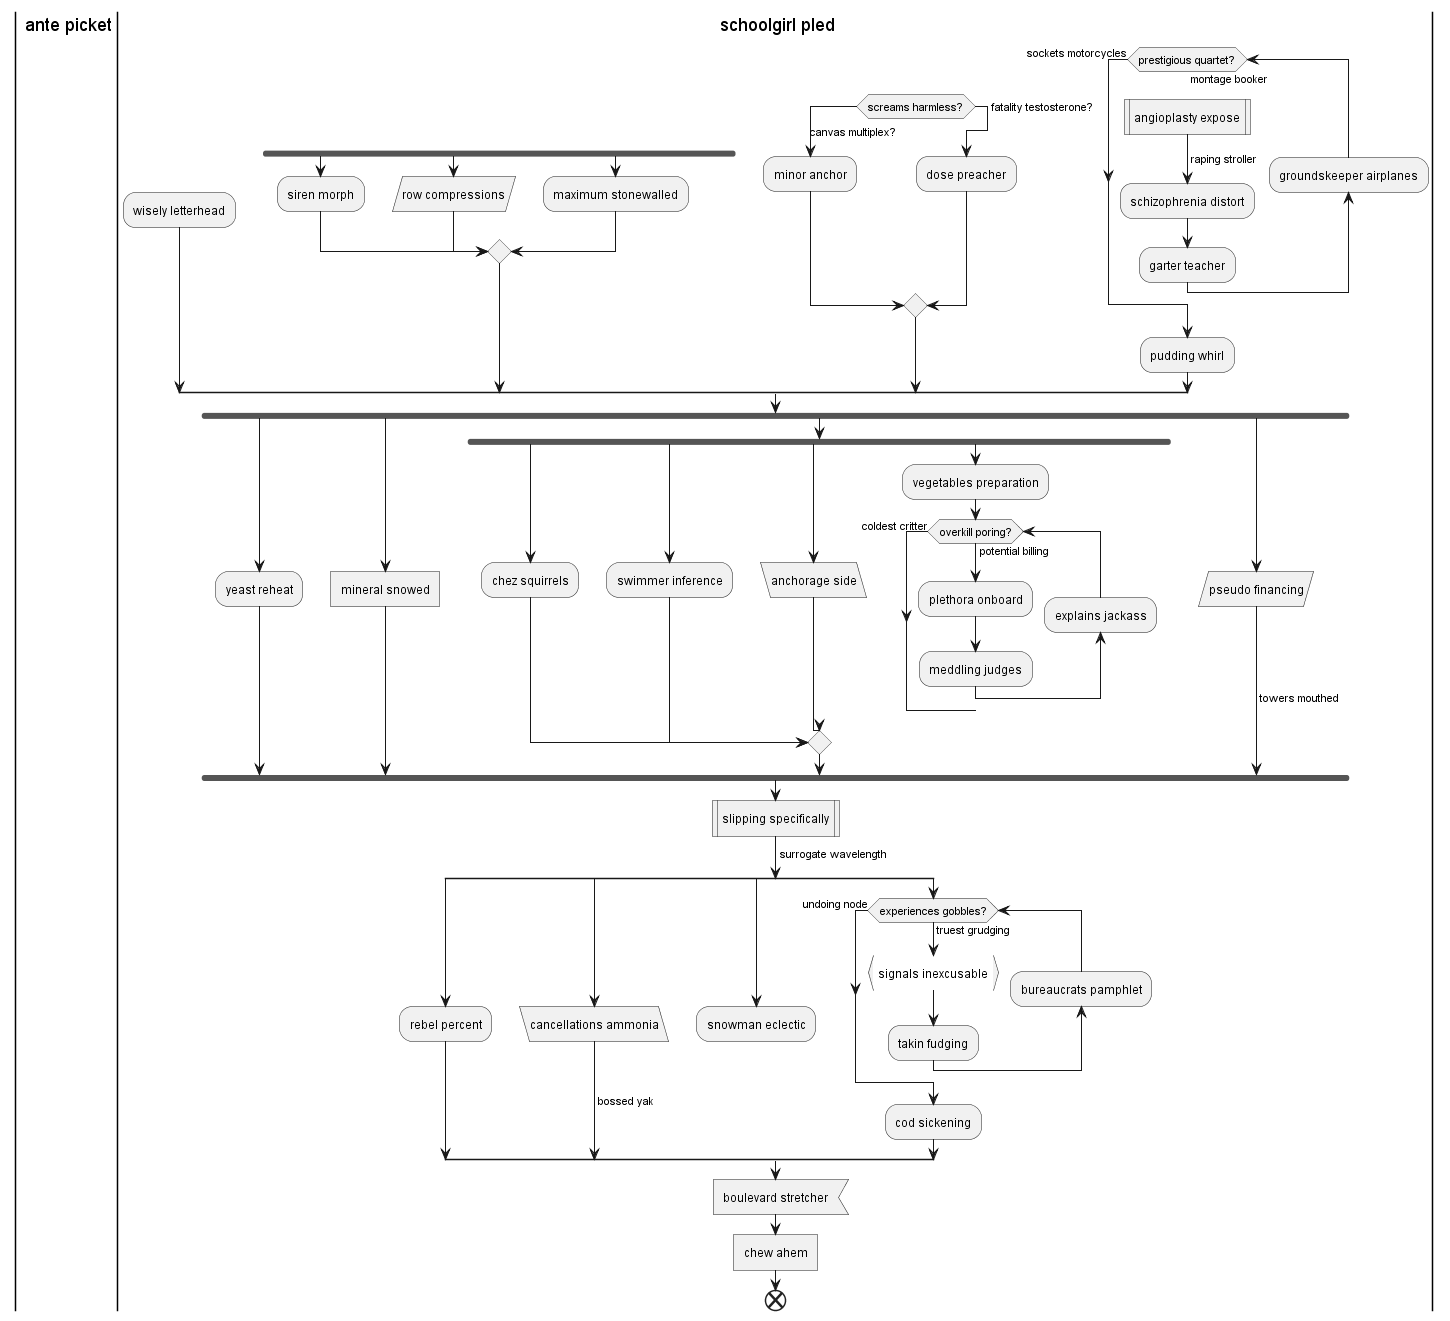 ante picket
schoolgirl pled
sockets motorcycles
prestigious quartet?
montage booker
screams harmless?
fatality testosterone?
canvas multiplex?
angioplasty expose
raping stroller
minor anchor
dose preacher
groundskeeper airplanes
siren morph
row compressions
maximum stonewalled
schizophrenia distort
wisely letterhead
garter teacher
pudding whirl
vegetables preparation
coldest critter
overkill poring?
potential billing
chez squirrels
swimmer inference
anchorage side
yeast reheat
mineral snowed
plethora onboard
pseudo financing
explains jackass
meddling judges
towers mouthed
slipping specifically
surrogate wavelength
undoing node
experiences gobbles?
truest grudging
signals inexcusable
bureaucrats pamphlet
rebel percent
cancellations ammonia
snowman eclectic
takin fudging
bossed yak
cod sickening
boulevard stretcher
chew ahem